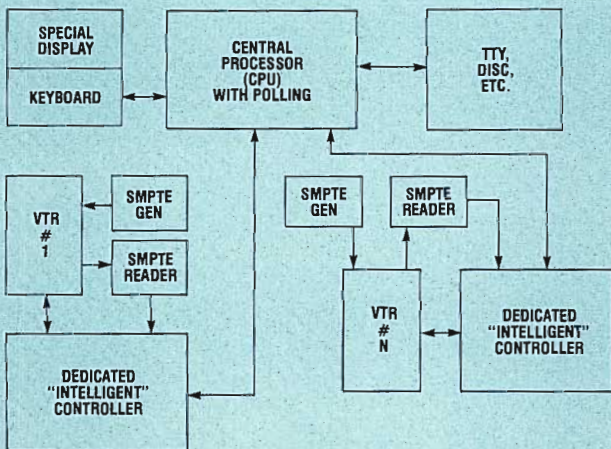 SPECIAL
DISPLAY
KEYBOARD
CENTRAL
PROCESSOR
(CPU)
WITH POLLING
TTY,
DISC,
ETC.
VTR
#
1
SMPTE
GEN
SMPTE
READER
DEDICATED
"INTELLIGENT"
CONTROLLER
SMPTE
GEN
SMPTE
READER
VTR
#
N
DEDICATED
"INTELLIGENT"
CONTROLLER